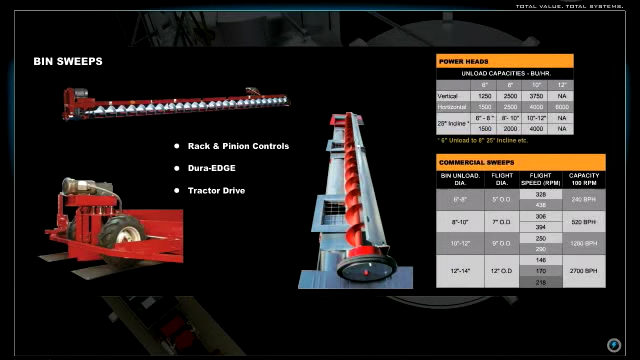 TOTAL VALUE. TOTAL SYSTEMS.
BIN SWEEPS
Rack & Pinion Controls
Dura-EDGE
Tractor Drive
POWER HEADS
UNLOAD CAPACITIES - BU/HR.
6" 8" 10" 12"
Vertical 1250 2500 3750 NA
Horizontal 1500 2500 4000 6000
25° Incline * 6" - 8" 8"- 10" 10"-12" NA
1500 2000 4000 NA
* 6" Unload to 8" 25° Incline etc.
COMMERCIAL SWEEPS
BIN UNLOAD. DIA. FLIGHT DIA. FLIGHT SPEED (RPM) CAPACITY 100 RPM
6"-8" 5" O.D. 328 240 BPH
438
8"-10" 7" O.D. 306 520 BPH
394
10"-12" 9" O.D. 250 1260 BPH
290
12"-14" 12" O.D. 146 2700 BPH
170
218